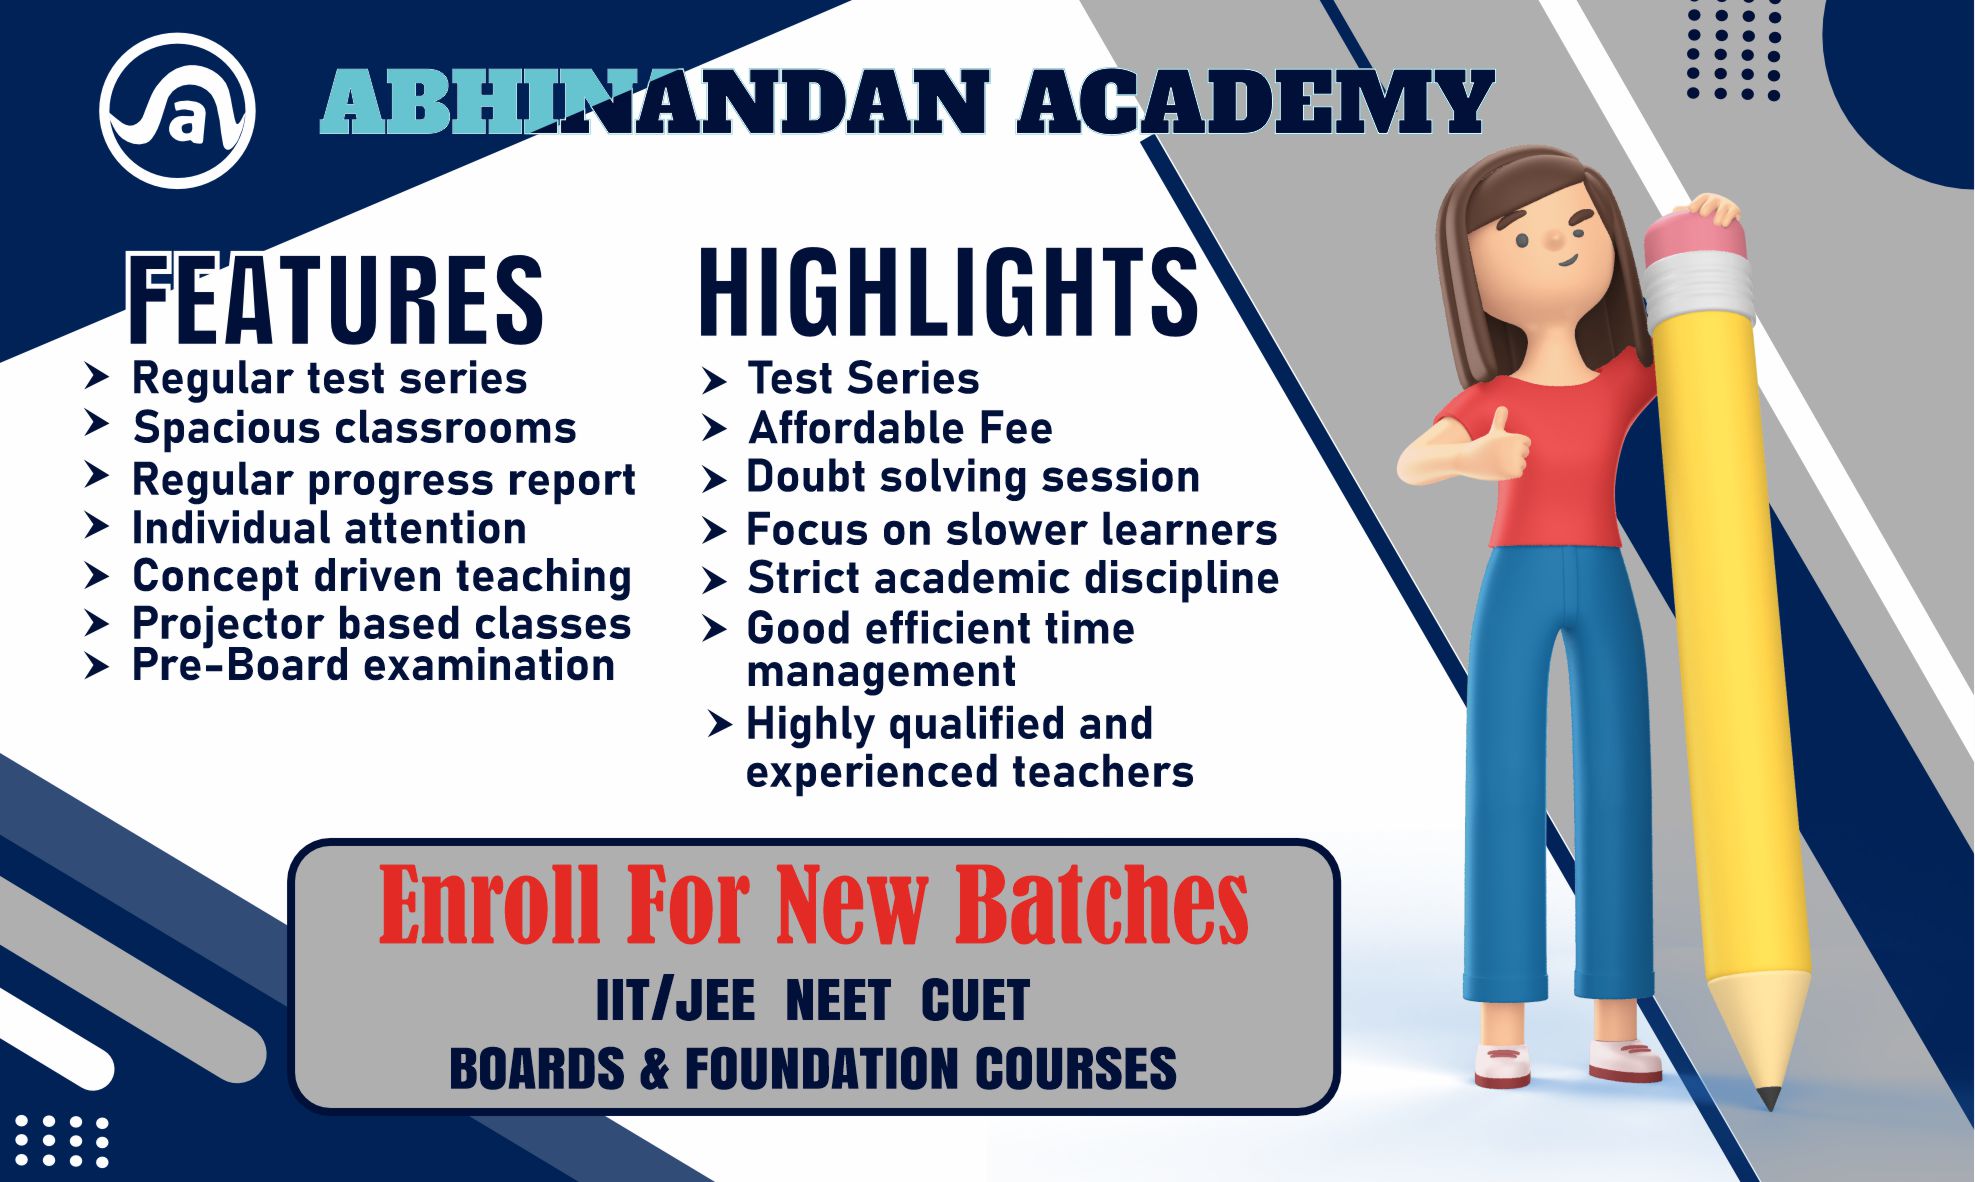 a
ABHINANDAN ACADEMY
FEATURES
Regular test series
Spacious classrooms
Regular progress report
Individual attention
Concept driven teaching
Projector based classes
Pre-Board examination
HIGHLIGHTS
Test Series
Affordable Fee
Doubt solving session
Focus on slower learners
Strict academic discipline
Good efficient time
management
Highly qualified and
experienced teachers
Enroll For New Batches
IIT/JEE NEET CUET
BOARDS & FOUNDATION COURSES